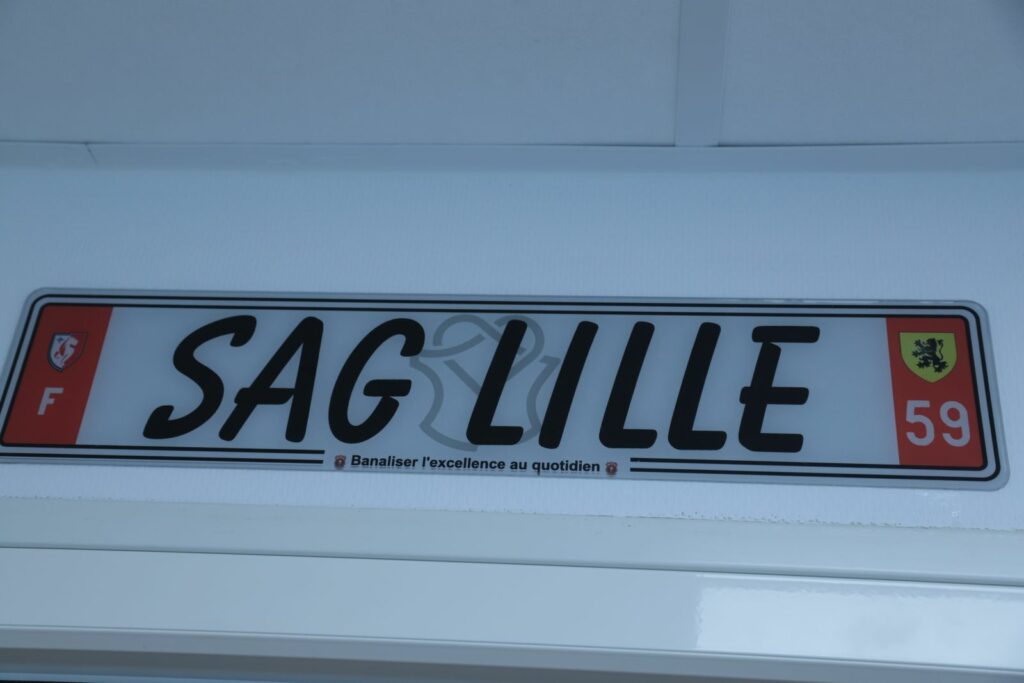 SAG LILLE
F
59
Banaliser l'excellence au quotidien